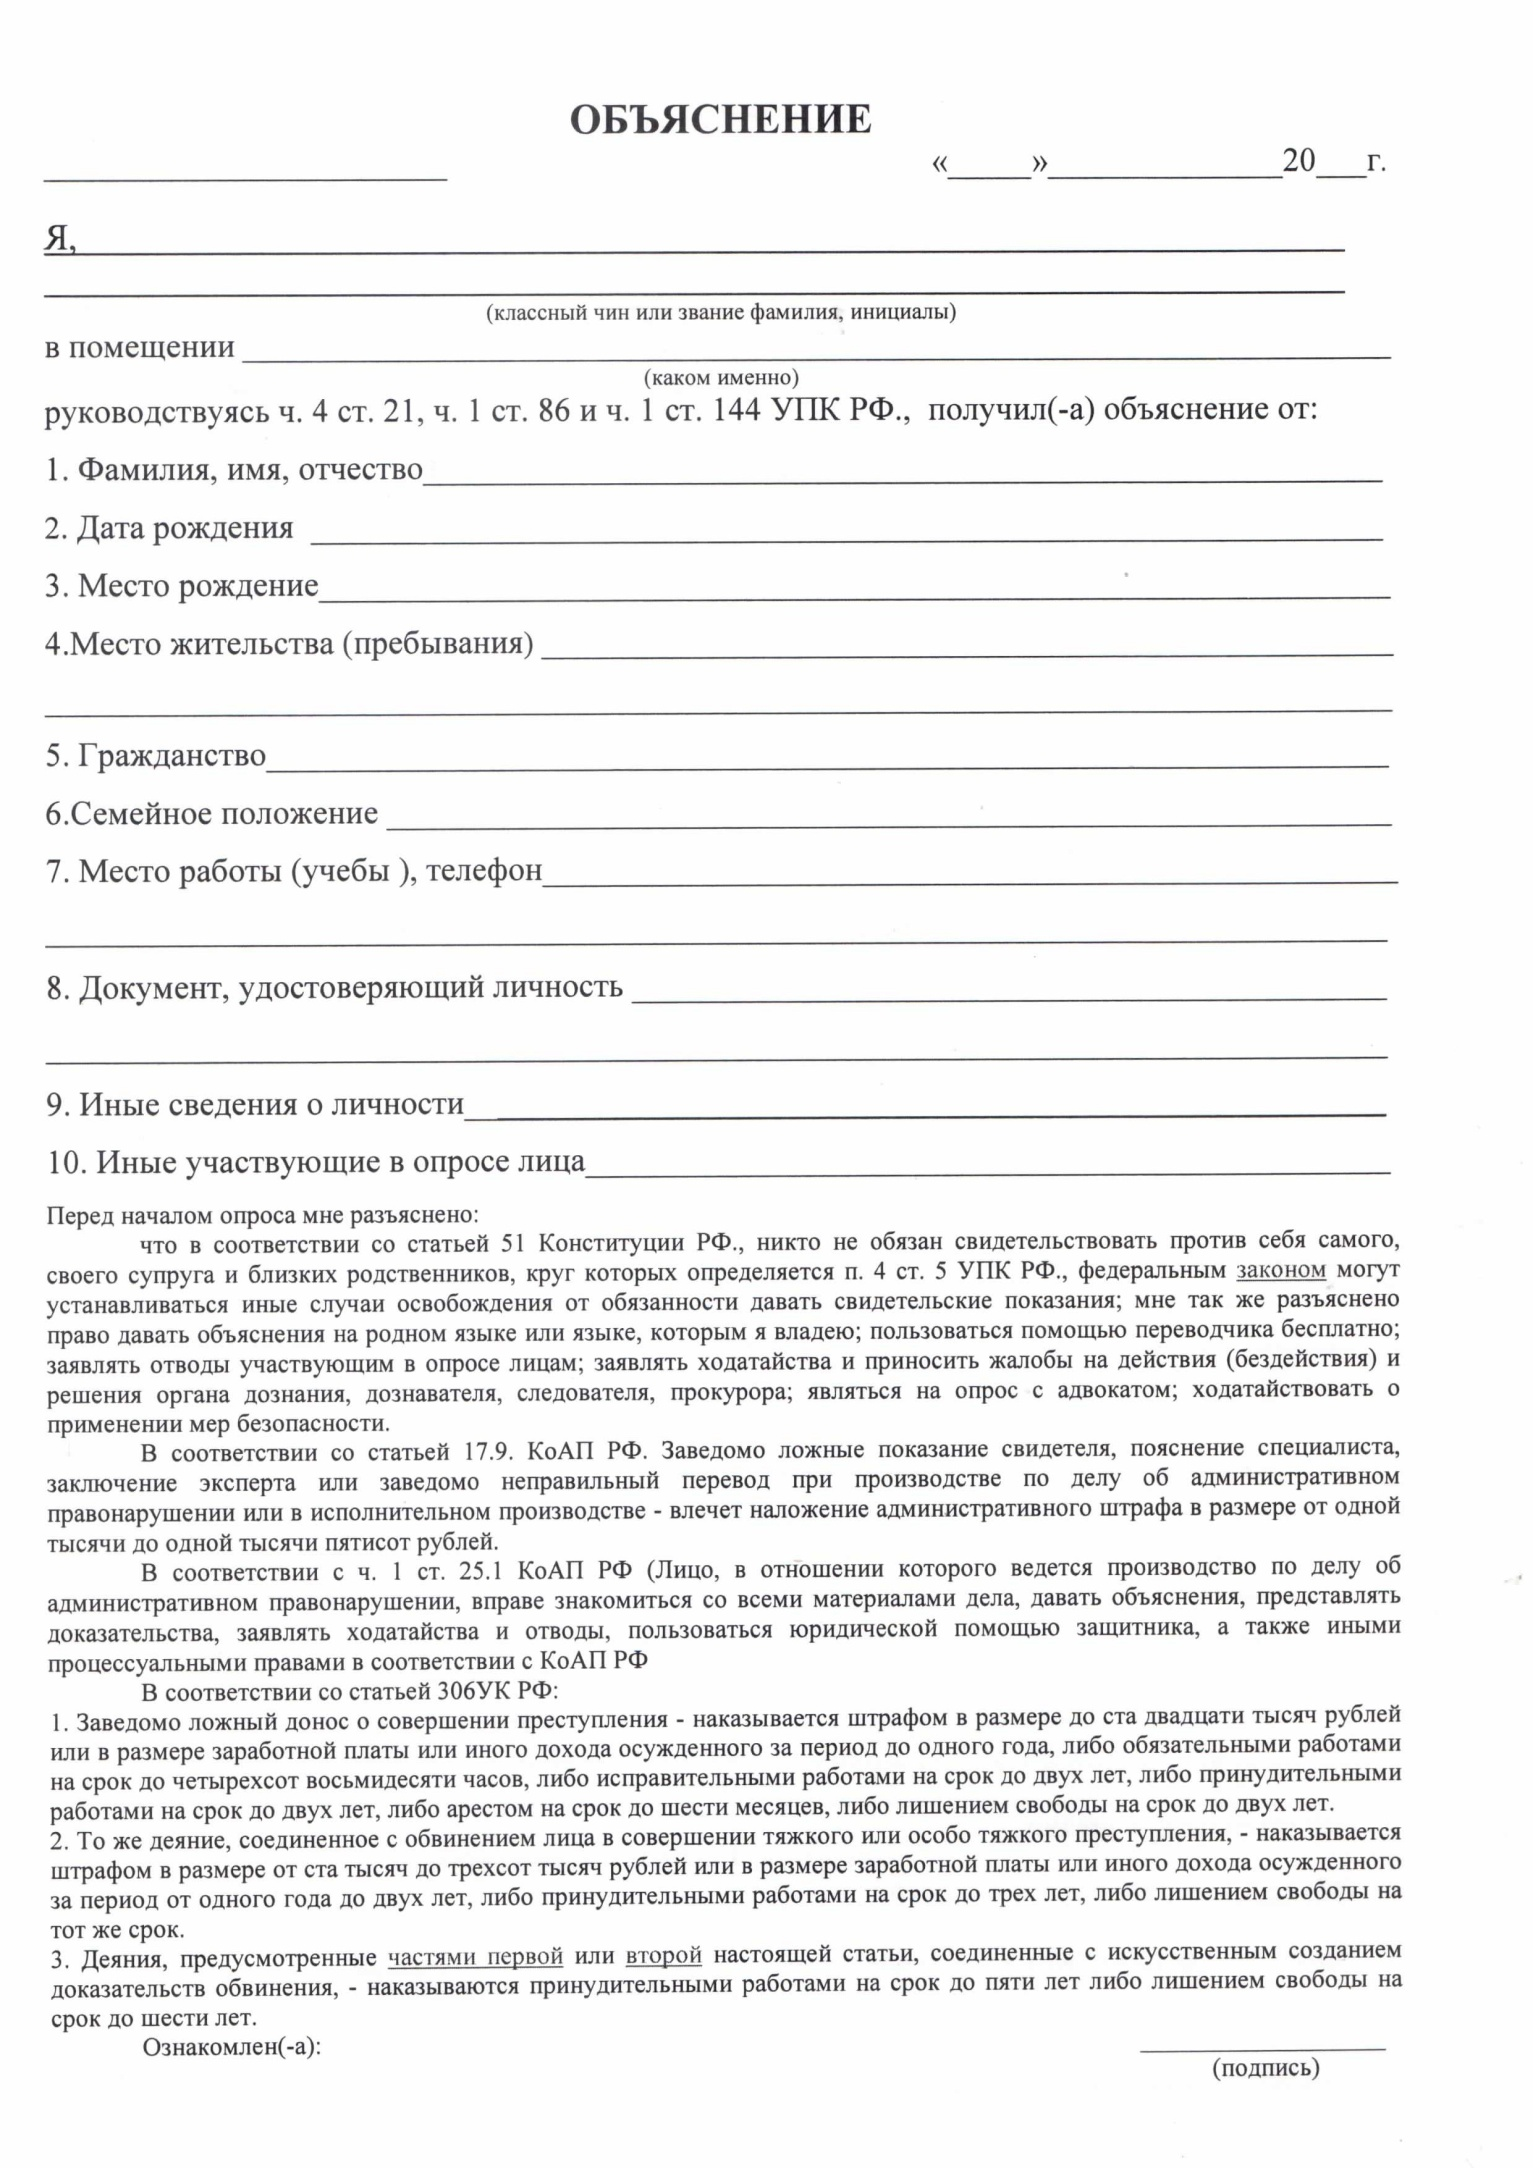 ОБЪЯСНЕНИЕ
«_____»______________20___г.
Я,
(классный чин или звание фамилия, инициалы)
в помещении
(каком именно)
руководствуясь ч. 4 ст. 21, ч. 1 ст. 86 и ч. 1 ст. 144 УПК РФ., получил(-а) объяснение от:
1. Фамилия, имя, отчество
2. Дата рождения
3. Место рождение
4.Место жительства (пребывания)
5. Гражданство
6.Семейное положение
7. Место работы (учебы ), телефон
8. Документ, удостоверяющий личность
9. Иные сведения о личности
10. Иные участвующие в опросе лица
Перед началом опроса мне разъяснено:
что в соответствии со статьей 51 Конституции РФ., никто не обязан свидетельствовать против себя самого,
своего супруга и близких родственников, круг которых определяется п. 4 ст. 5 УПК РФ., федеральным законом могут
устанавливаться иные случаи освобождения от обязанности давать свидетельские показания; мне так же разъяснено
право давать объяснения на родном языке или языке, которым я владею; пользоваться помощью переводчика бесплатно;
заявлять отводы участвующим в опросе лицам; заявлять ходатайства и приносить жалобы на действия (бездействия) и
решения органа дознания, дознавателя, следователя, прокурора; являться на опрос с адвокатом; ходатайствовать о
применении мер безопасности.
В соответствии со статьей 17.9. КоАП РФ. Заведомо ложные показание свидетеля, пояснение специалиста,
заключение эксперта или заведомо неправильный перевод при производстве по делу об административном
правонарушении или в исполнительном производстве - влечет наложение административного штрафа в размере от одной
тысячи до одной тысячи пятисот рублей.
В соответствии с ч. 1 ст. 25.1 КоАП РФ (Лицо, в отношении которого ведется производство по делу об
административном правонарушении, вправе знакомиться со всеми материалами дела, давать объяснения, представлять
доказательства, заявлять ходатайства и отводы, пользоваться юридической помощью защитника, а также иными
процессуальными правами в соответствии с КоАП РФ
В соответствии со статьей 306УК РФ:
1. Заведомо ложный донос о совершении преступления - наказывается штрафом в размере до ста двадцати тысяч рублей
или в размере заработной платы или иного дохода осужденного за период до одного года, либо обязательными работами
на срок до четырехсот восьмидесяти часов, либо исправительными работами на срок до двух лет, либо принудительными
работами на срок до двух лет, либо арестом на срок до шести месяцев, либо лишением свободы на срок до двух лет.
2. То же деяние, соединенное с обвинением лица в совершении тяжкого или особо тяжкого преступления, - наказывается
штрафом в размере от ста тысяч до трехсот тысяч рублей или в размере заработной платы или иного дохода осужденного
за период от одного года до двух лет, либо принудительными работами на срок до трех лет, либо лишением свободы на
тот же срок.
3. Деяния, предусмотренные частями первой или второй настоящей статьи, соединенные с искусственным созданием
доказательств обвинения, - наказываются принудительными работами на срок до пяти лет либо лишением свободы на
срок до шести лет.
Ознакомлен(-а):
(подпись)